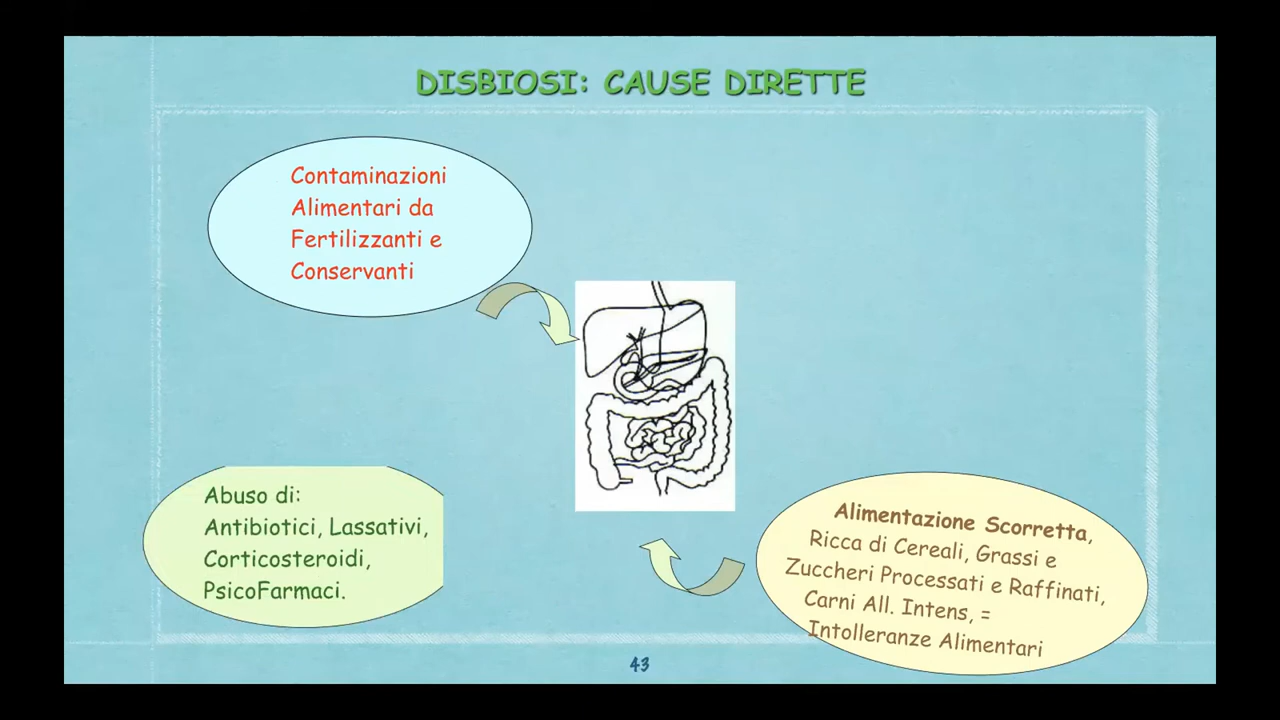 DISBIOSI: CAUSE DIRETTE
Contaminazioni
Alimentari da
Fertilizzanti e
Conservanti
Abuso di:
Antibiotici, Lassativi,
Corticosteroidi,
PsicoFarmaci.
Alimentazione Scorretta,
Ricca di Cereali, Grassi e
Zuccheri Processati e Raffinati,
Carni All. Intens, =
Intolleranze Alimentari
43